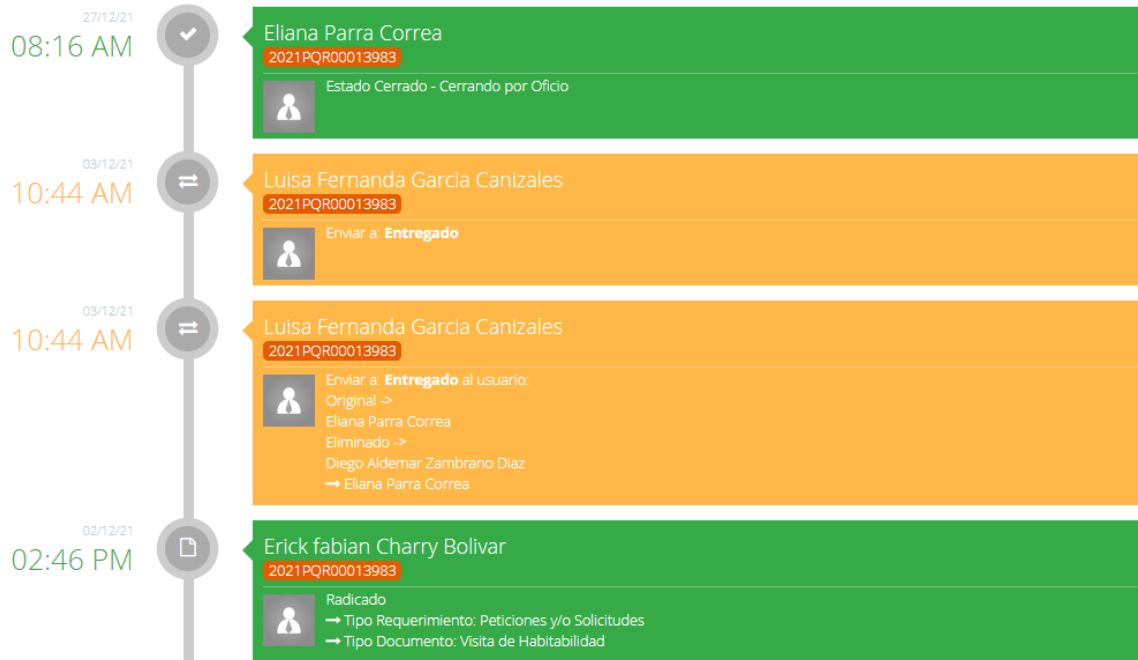 27/12/21
08:16 AM
Eliana Parra Correa
2021PQR00013983
Estado Cerrado - Cerrando por Oficio
03/12/21
10:44 AM
Luisa Fernanda Garcia Canizales
2021PQR00013983
Enviar a: Entregado
03/12/21
10:44 AM
Luisa Fernanda Garcia Canizales
2021PQR00013983
Enviar a: Entregado al usuario:
Original ->
Eliana Parra Correa
Eliminado ->
Diego Aldemar Zambrano Diaz
→ Eliana Parra Correa
02/12/21
02:46 PM
Erick fabian Charry Bolivar
2021PQR00013983
Radicado
→ Tipo Requerimiento: Peticiones y/o Solicitudes
→ Tipo Documento: Visita de Habitabilidad